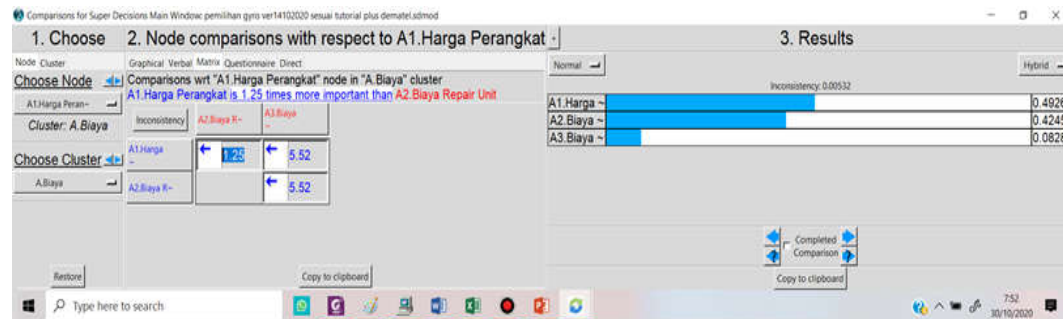 Comparisons for Super Decisions Main Window: pemilihan gyro ver14102020 sesuai tutorial plus dematel.sdmod
1. Choose
2. Node comparisons with respect to A1.Harga Perangkat
3. Results
Node Cluster
Graphical Verbal Matrix Questionnaire Direct
Normal
Hybrid
Choose Node
Comparisons wrt "A1.Harga Perangkat" node in "A.Biaya" cluster
A1.Harga Perangkat is 1.25 times more important than A2.Biaya Repair Unit
Inconsistency: 0.00532
A1.Harga Peran~
Cluster: A.Biaya
Inconsistency
A2.Biaya R~
A3.Biaya ~
A1.Harga ~
1.25
5.52
A2.Biaya R~
5.52
Choose Cluster
A.Biaya
A1.Harga ~ 0.4926
A2.Biaya ~ 0.4245
A3.Biaya ~ 0.0828
Completed
Comparison
Restore
Copy to clipboard
Copy to clipboard
Type here to search
7:52
30/10/2020